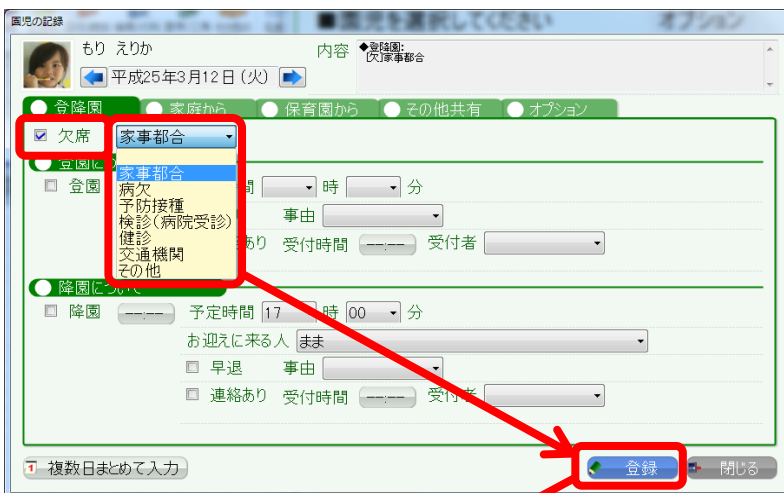 園児の記録
■園児を選択してください
オプション
もり えりか
内容
◆登降園:
[欠]家事都合
平成25年3月12日(火)
登降園 家庭から 保育園から その他共有 オプション
欠席 家事都合
登園につ
家事都合
病欠
予防接種
検診(病院受診)
健診
交通機関
その他
登園 間 時 分
事由
あり 受付時間 --:-- 受付者
降園について
降園 --:-- 予定時間 17 時 00 分
お迎えに来る人 まま
早退 事由
連絡あり 受付時間 --:-- 受付者
1 複数日まとめて入力
登録
閉じる